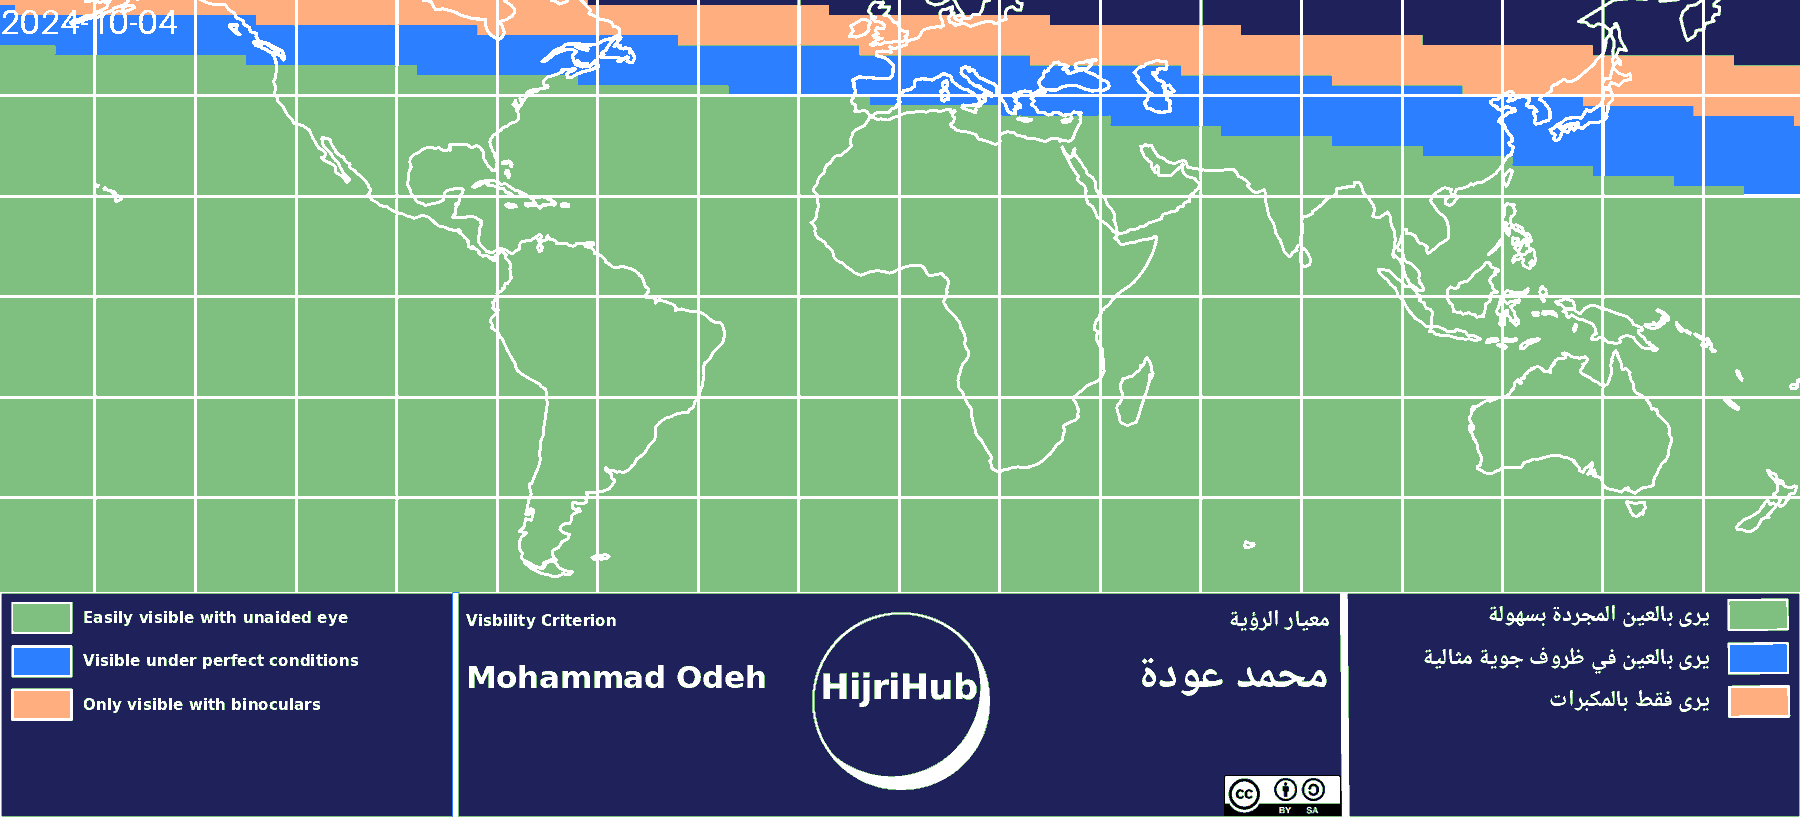 2024-10-04
Easily visible with unaided eye
Visible under perfect conditions
Only visible with binoculars
Visbility Criterion
Mohammad Odeh
HijriHub
معيار الرؤية
محمد عودة
cc
BY SA
يرى بالعين المجردة بسهولة
يرى بالعين في ظروف جوية مثالية
يرى فقط بالمكبرات